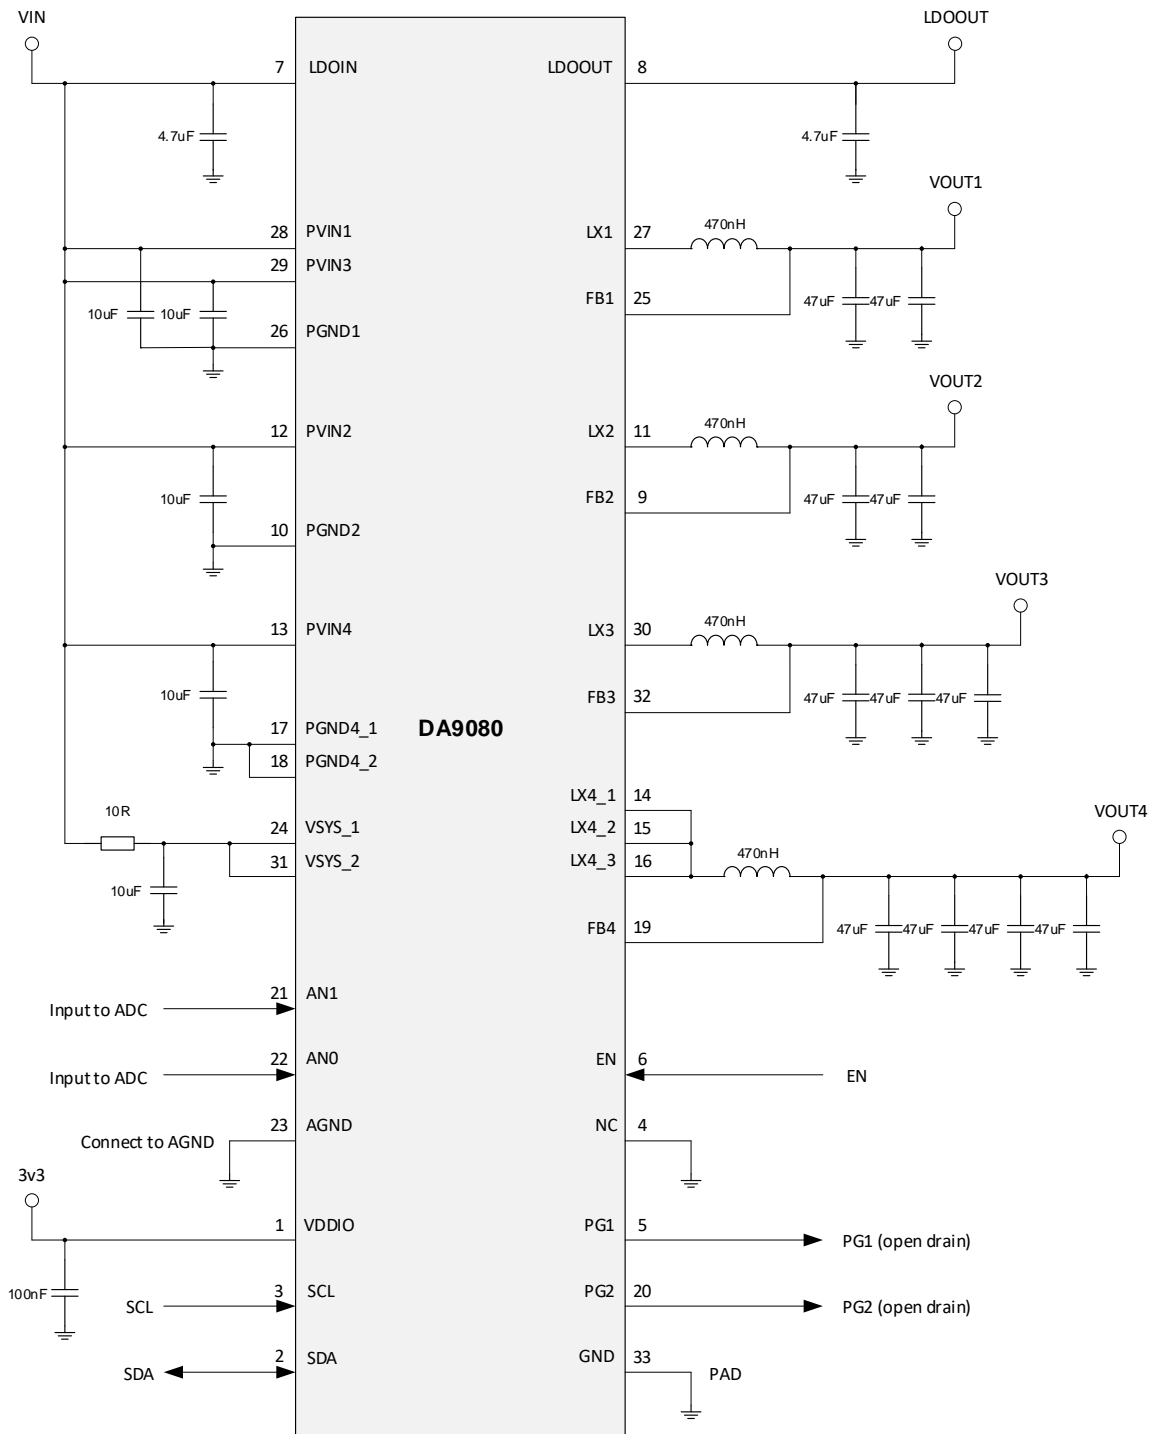 VIN
LDOOUT
7 LDOIN LDOOUT 8
4.7uF 4.7uF
VOUT1
28 PVIN1 LX1 27 470nH
29 PVIN3
10uF 10uF FB1 25 47uF 47uF
26 PGND1
VOUT2
12 PVIN2 LX2 11 470nH
10uF FB2 9 47uF 47uF
10 PGND2
VOUT3
13 PVIN4 LX3 30 470nH
10uF FB3 32 47uF 47uF 47uF
17 PGND4_1 DA9080
18 PGND4_2
LX4_1 14
10R VOUT4
24 VSYS_1 LX4_2 15
31 VSYS_2 LX4_3 16 470nH
10uF
FB4 19 47uF 47uF 47uF 47uF
Input to ADC 21 AN1
Input to ADC 22 AN0 EN 6 EN
Connect to AGND 23 AGND NC 4
3v3
1 VDDIO PG1 5 PG1 (open drain)
100nF
SCL 3 SCL PG2 20 PG2 (open drain)
SDA 2 SDA GND 33 PAD